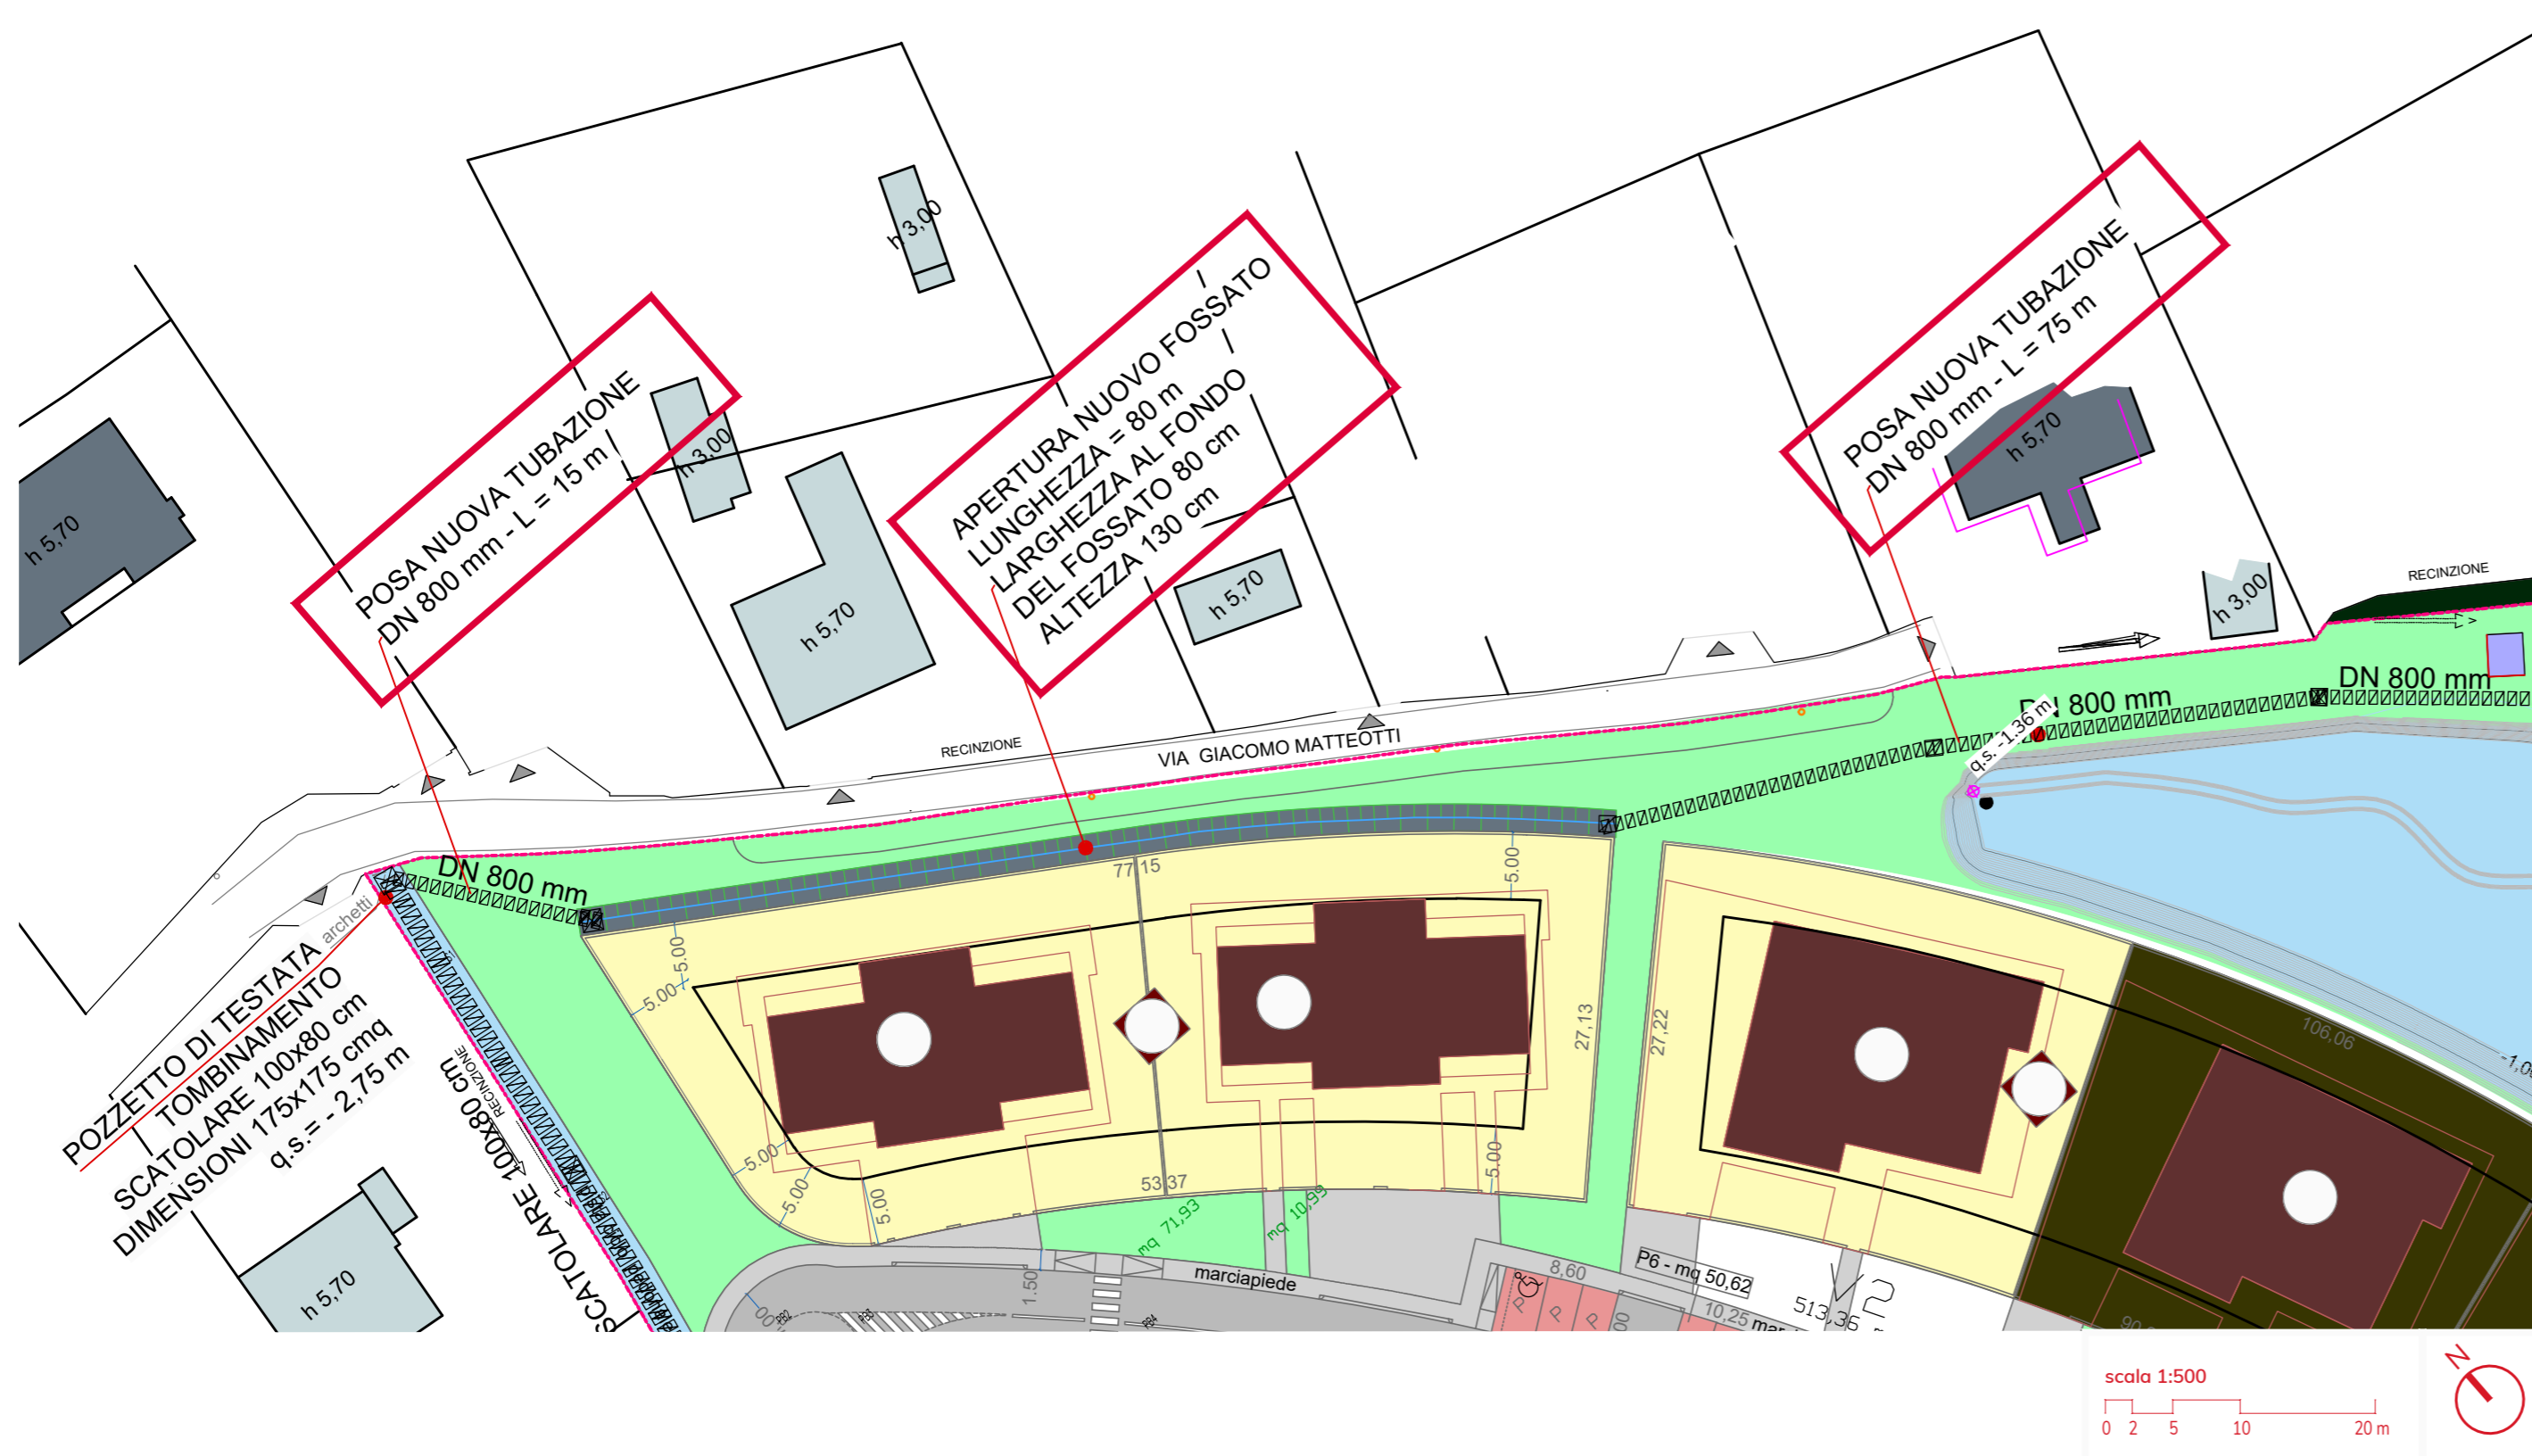 h 3,00
POSA NUOVA TUBAZIONE
DN 800 mm - L = 15 m
h 3,00
h 5,70
h 5,70
APERTURA NUOVO FOSSATO
LUNGHEZZA = 80 m
LARGHEZZA AL FONDO
DEL FOSSATO 80 cm
ALTEZZA 130 cm
h 5,70
POSA NUOVA TUBAZIONE
DN 800 mm - L = 75 m
h 5,70
h 3,00
RECINZIONE
RECINZIONE
VIA GIACOMO MATTEOTTI
DN 800 mm
DN 800 mm
q.s. -1,36 m
DN 800 mm
archetti
POZZETTO DI TESTATA
TOMBINAMENTO
SCATOLARE 100x80 cm
DIMENSIONI 175x175 cmq
q.s.= - 2,75 m
RECINZIONE
SCATOLARE 100x80 cm
h 5,70
77,15
5.00
5.00
5.00
5.00
5.00
5.00
5.00
27,13
27,22
53,37
106,06
mq 71,93
mq 10,99
marciapiede
1.50
8,60
P6 - mq 50,62
P
P
P
10,25
513,36
scala 1:500
0 2 5 10 20 m
N